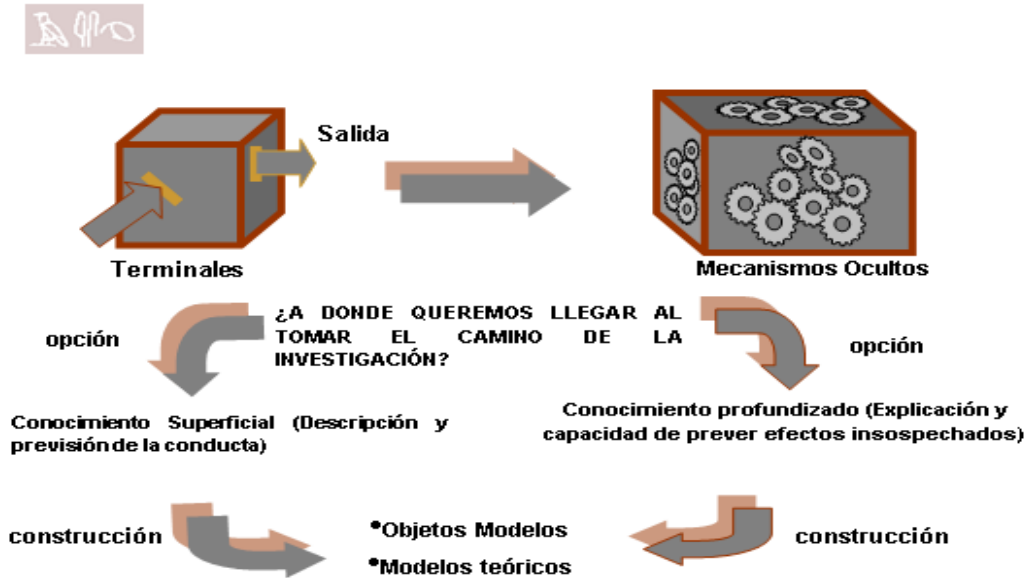 Salida
Terminales
Mecanismos Ocultos
¿A DONDE QUEREMOS LLEGAR AL
TOMAR EL CAMINO DE LA
INVESTIGACIÓN?
opción
opción
Conocimiento Superficial (Descripción y
previsión de la conducta)
Conocimiento profundizado (Explicación y
capacidad de prever efectos insospechados)
construcción
•Objetos Modelos
•Modelos teóricos
construcción